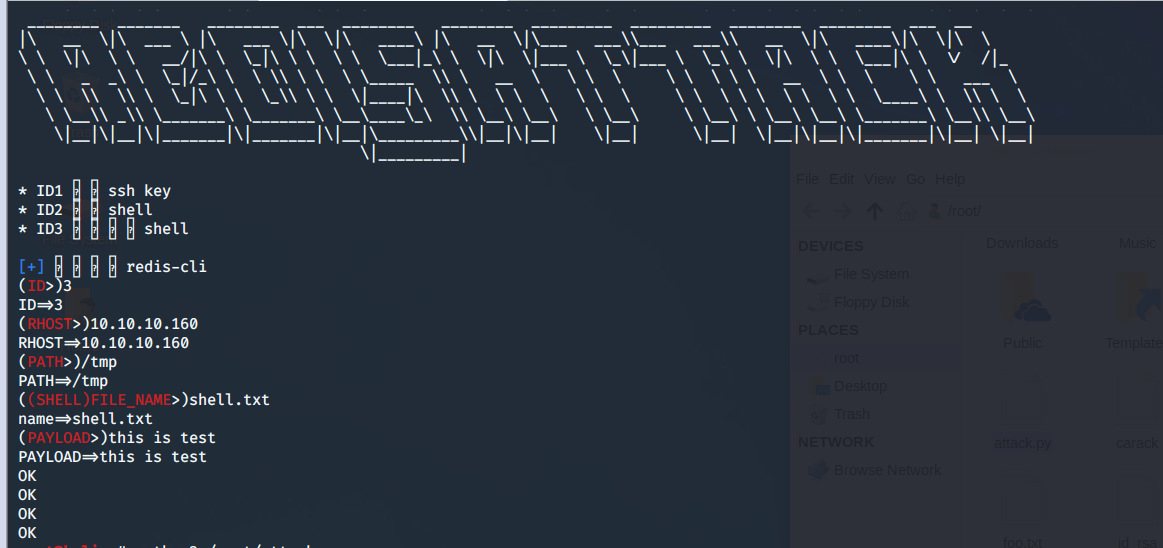 * ID1 ssh key
* ID2 shell
* ID3 shell
[+] redis-cli
(ID>)3
ID⇒3
(RHOST>)10.10.10.160
RHOST⇒10.10.10.160
(PATH>)/tmp
PATH⇒/tmp
((SHELL)FILE_NAME>)shell.txt
name⇒shell.txt
(PAYLOAD>)this is test
PAYLOAD⇒this is test
OK
OK
OK
OK
File Edit View Go Help
/root/
DEVICES
File System
Floppy Disk
PLACES
root
Desktop
Trash
NETWORK
Browse Network
Downloads
Music
Public
Template
attack.py
carack
foo.txt
id_rsa